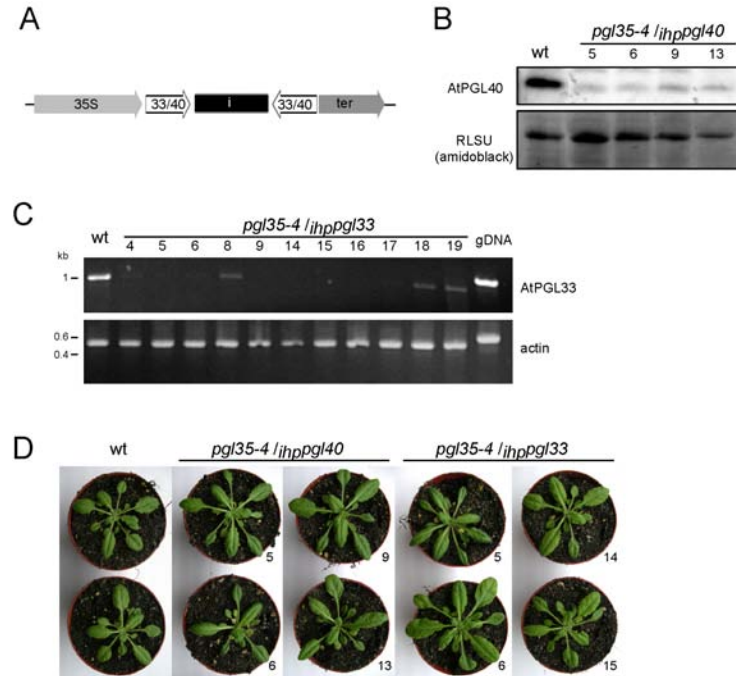 A
35S 33/40 i 33/40 ter
B
pgl35-4 /ihppgl40
wt 5 6 9 13
AtPGL40
RLSU
(amidoblack)
C
pgl35-4 /ihppgl33
wt 4 5 6 8 9 14 15 16 17 18 19 gDNA
kb
1
AtPGL33
0.6
0.4
actin
D
wt pgl35-4 /ihppgl40 pgl35-4 /ihppgl33
5 9 5 14
6 13 6 15